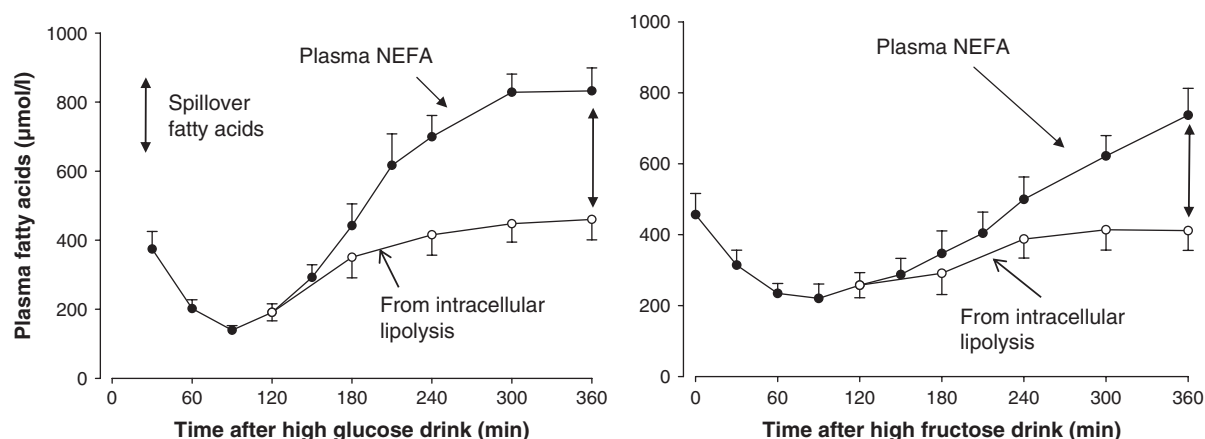 1000
800
600
400
200
0
Plasma fatty acids (µmol/l)
Spillover
fatty acids
Plasma NEFA
From intracellular
lipolysis
0 60 120 180 240 300 360
Time after high glucose drink (min)
1000
800
600
400
200
0
Plasma NEFA
From intracellular
lipolysis
0 60 120 180 240 300 360
Time after high fructose drink (min)